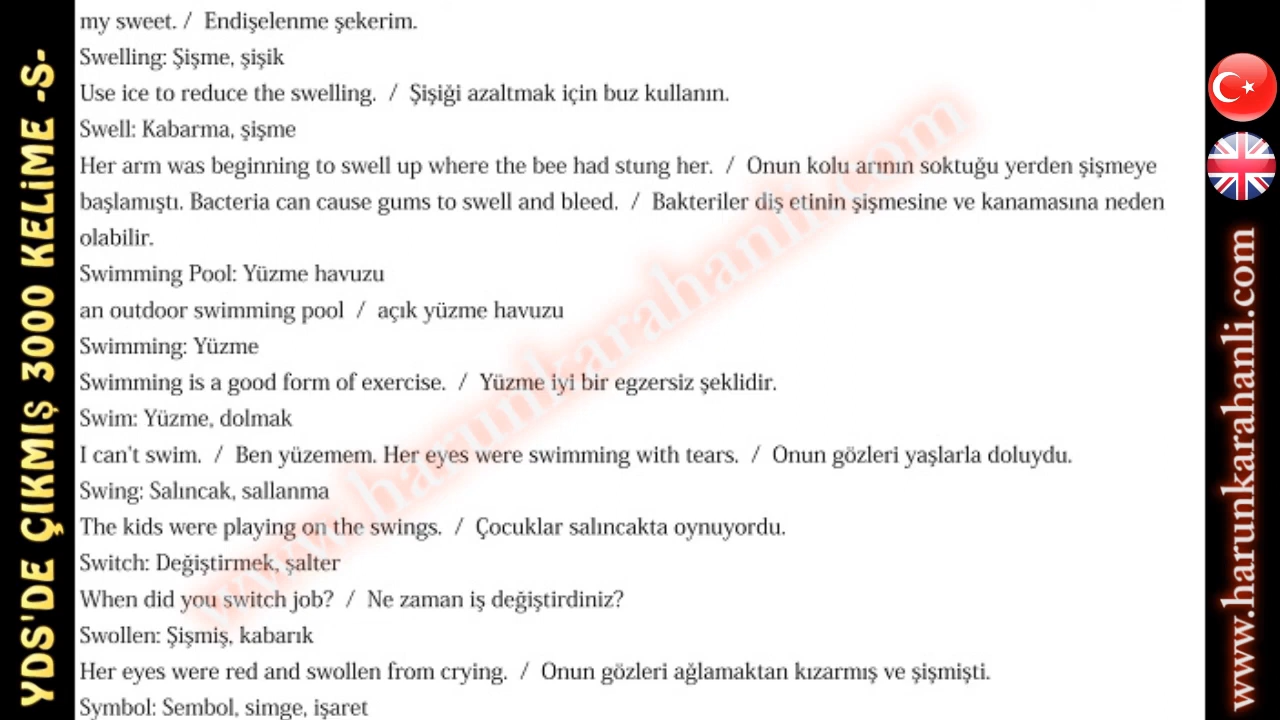 YDS'DE ÇIKMIŞ 3000 KELİME -S-
my sweet. / Endişelenme şekerim.
Swelling: Şişme, şişik
Use ice to reduce the swelling. / Şişiği azaltmak için buz kullanın.
Swell: Kabarma, şişme
Her arm was beginning to swell up where the bee had stung her. / Onun kolu arının soktuğu yerden şişmeye
başlamıştı. Bacteria can cause gums to swell and bleed. / Bakteriler diş etinin şişmesine ve kanamasına neden
olabilir.
Swimming Pool: Yüzme havuzu
an outdoor swimming pool / açık yüzme havuzu
Swimming: Yüzme
Swimming is a good form of exercise. / Yüzme iyi bir egzersiz şeklidir.
Swim: Yüzme, dolmak
I can't swim. / Ben yüzemem. Her eyes were swimming with tears. / Onun gözleri yaşlarla doluydu.
Swing: Salıncak, sallanma
The kids were playing on the swings. / Çocuklar salıncakta oynuyordu.
Switch: Değiştirmek, şalter
When did you switch job? / Ne zaman iş değiştirdiniz?
Swollen: Şişmiş, kabarık
Her eyes were red and swollen from crying. / Onun gözleri ağlamaktan kızarmış ve şişmişti.
Symbol: Sembol, simge, işaret
www.harunkarahanli.com
www.harunkarahanli.com